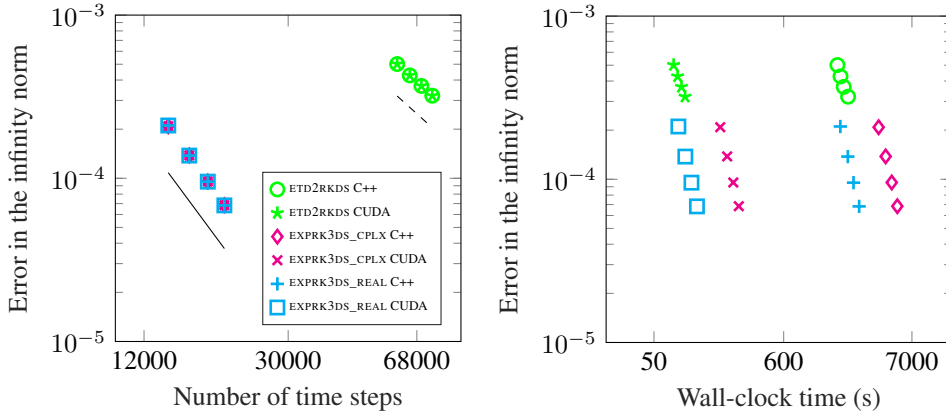 10^−3
10^−4
10^−5
Error in the infinity norm
12000 30000 68000
Number of time steps
ETD2RKDS C++
ETD2RKDS CUDA
EXPRK3DS_CPLX C++
EXPRK3DS_CPLX CUDA
EXPRK3DS_REAL C++
EXPRK3DS_REAL CUDA
10^−3
10^−4
10^−5
Error in the infinity norm
50 600 7000
Wall-clock time (s)